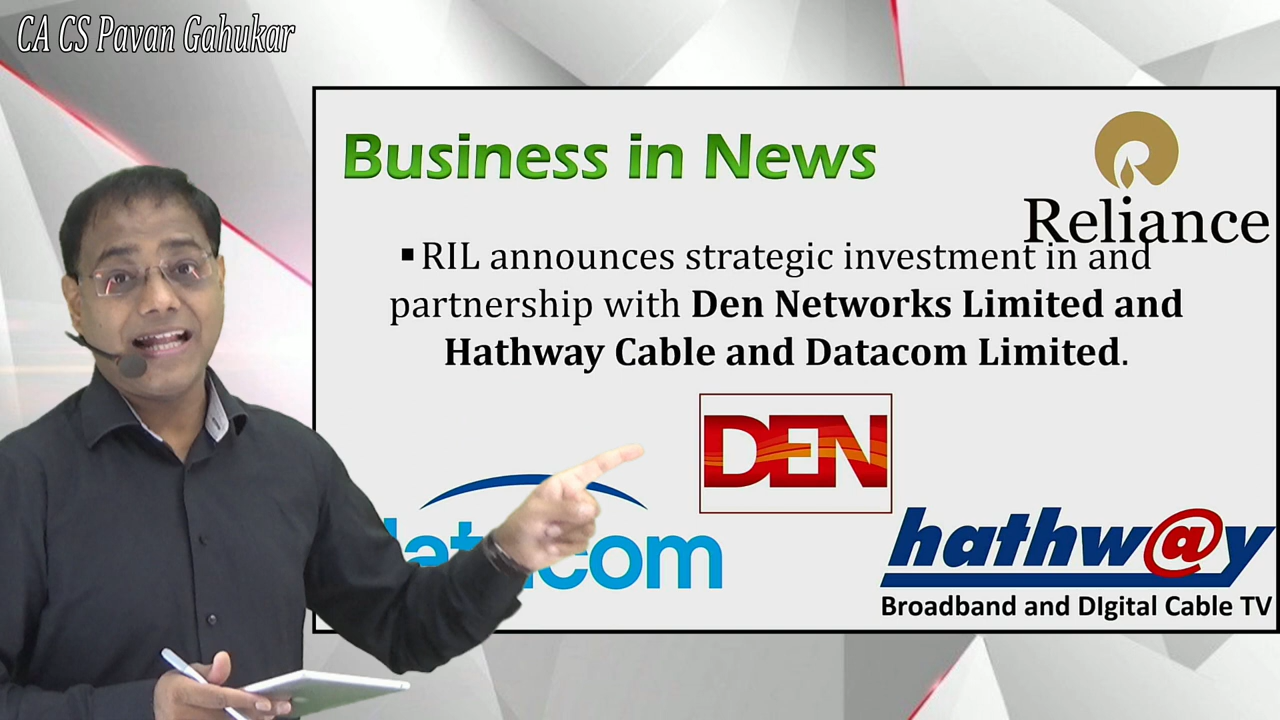 CA CS Pavan Gahukar
Business in News
Reliance
▪RIL announces strategic investment in and
partnership with Den Networks Limited and
Hathway Cable and Datacom Limited.
DEN
datacom
hathw@y
Broadband and DIgital Cable TV